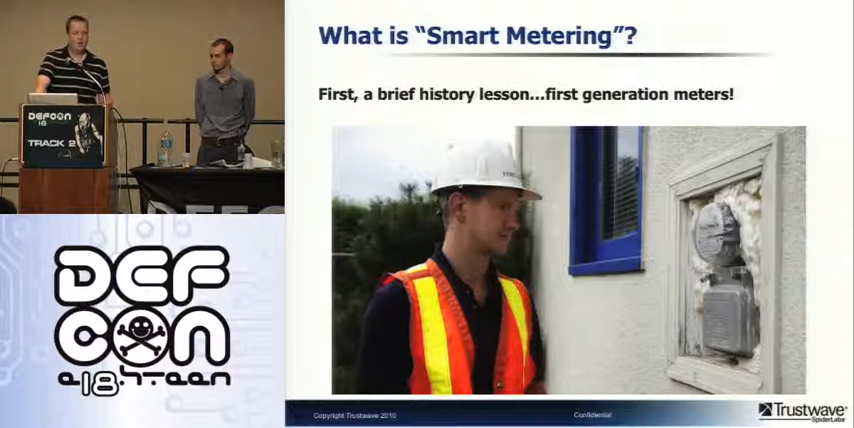 What is “Smart Metering”?
First, a brief history lesson...first generation meters!
DEFCON
18
TRACK 2
DEF
CON
e18hteen
Copyright Trustwave 2010
Confidential
Trustwave®
SpiderLabs®